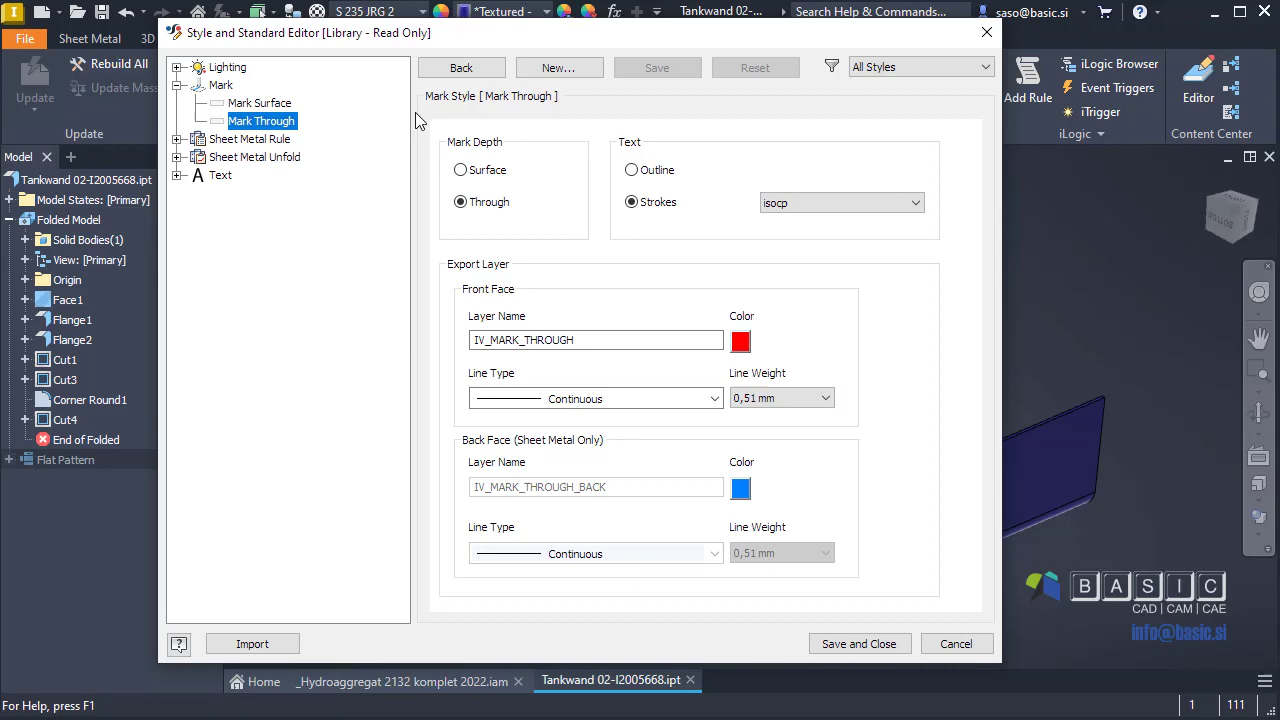 S 235 JRG 2
*Textured -
Tankwand 02-...
Search Help & Commands...
saso@basic.si
Style and Standard Editor [Library - Read Only]
File
Sheet Metal
3D
Update
Rebuild All
Update Mass
Update
Model
Tankwand 02-I2005668.ipt
Model States: [Primary]
Folded Model
Solid Bodies(1)
View: [Primary]
Origin
Face1
Flange1
Flange2
Cut1
Cut3
Corner Round1
Cut4
End of Folded
Flat Pattern
Lighting
Mark
Mark Surface
Mark Through
Sheet Metal Rule
Sheet Metal Unfold
A Text
Back
New...
Save
Reset
All Styles
Mark Style [ Mark Through ]
Mark Depth
Surface
Through
Text
Outline
Strokes
isocp
Export Layer
Front Face
Layer Name
Color
IV_MARK_THROUGH
Line Type
Line Weight
Continuous
0,51 mm
Back Face (Sheet Metal Only)
Layer Name
Color
IV_MARK_THROUGH_BACK
Line Type
Line Weight
Continuous
0,51 mm
Import
Save and Close
Cancel
Add Rule
iLogic Browser
Event Triggers
iTrigger
iLogic
Editor
Content Center
BOTTOM
BASIC
CAD | CAM | CAE
info@basic.si
Home
_Hydroaggregat 2132 komplet 2022.iam
Tankwand 02-I2005668.ipt
For Help, press F1
1
111